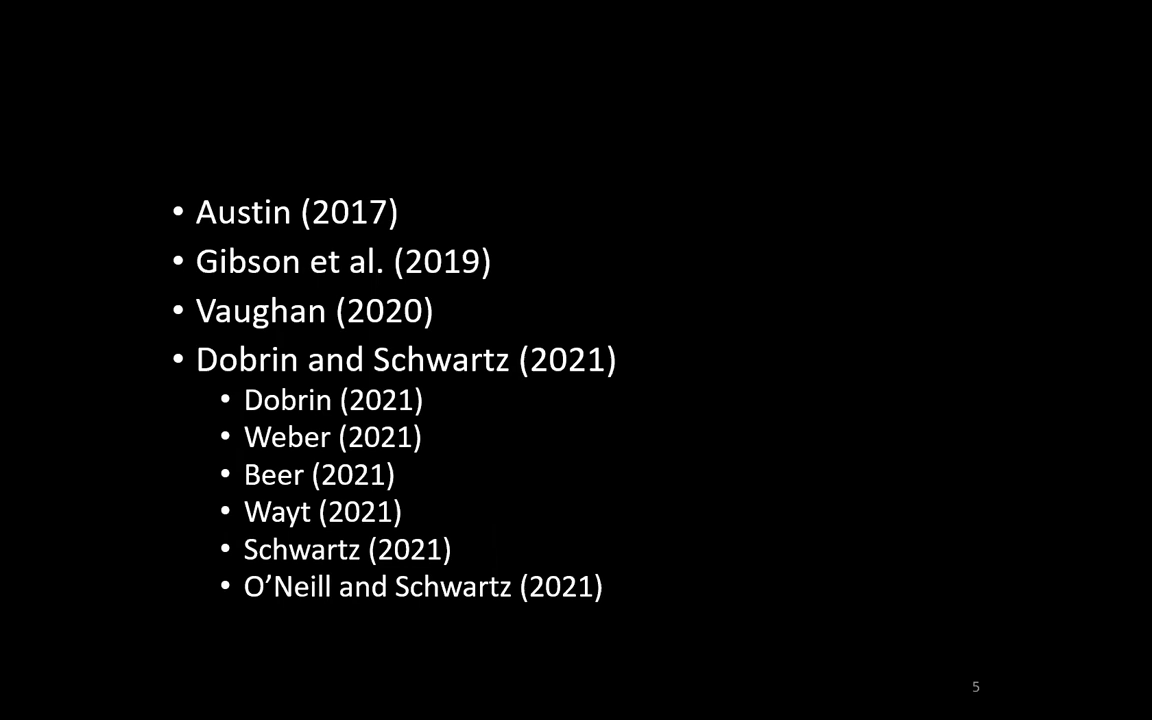 • Austin (2017)
• Gibson et al. (2019)
• Vaughan (2020)
• Dobrin and Schwartz (2021)
• Dobrin (2021)
• Weber (2021)
• Beer (2021)
• Wayt (2021)
• Schwartz (2021)
• O’Neill and Schwartz (2021)
5